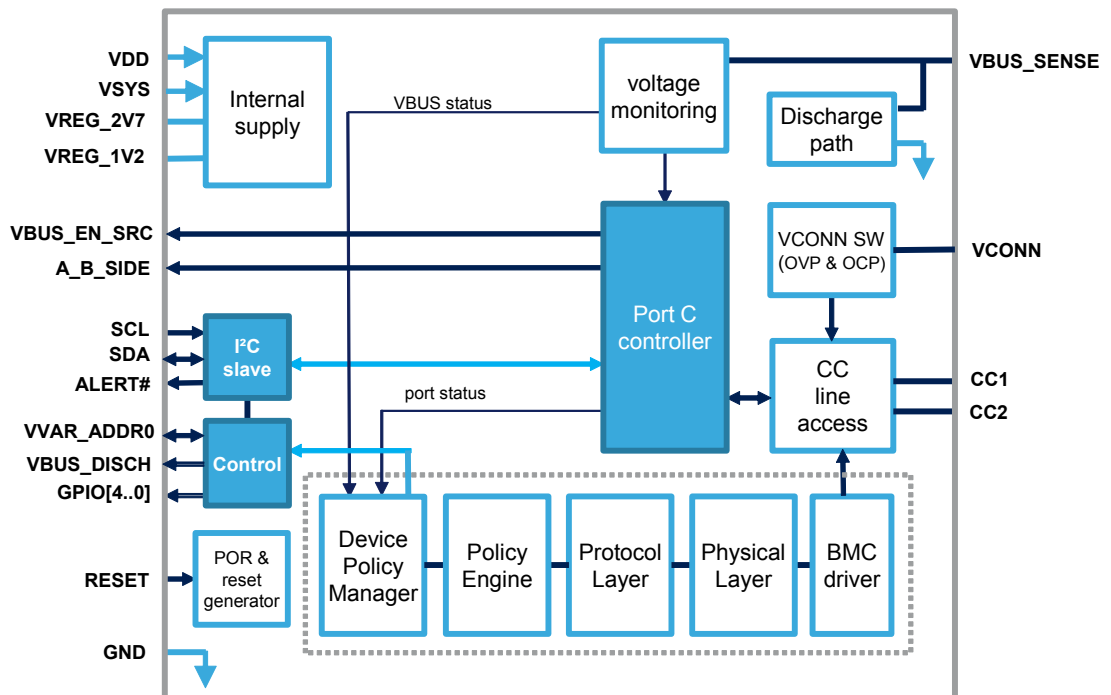 VDD
VSYS
VREG_2V7
VREG_1V2
Internal
supply
VBUS status
voltage
monitoring
VBUS_SENSE
Discharge
path
VBUS_EN_SRC
A_B_SIDE
Port C
controller
VCONN SW
(OVP & OCP)
VCONN
SCL
SDA
ALERT#
I²C
slave
CC
line
access
CC1
CC2
port status
VVAR_ADDR0
VBUS_DISCH
GPIO[4..0]
Control
RESET
POR &
reset
generator
Device
Policy
Manager
Policy
Engine
Protocol
Layer
Physical
Layer
BMC
driver
GND